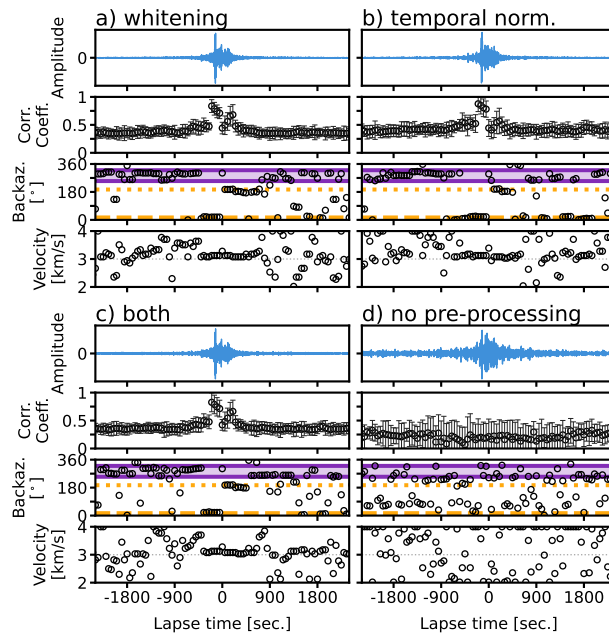 a) whitening
b) temporal norm.
Amplitude
0
Corr.
Coeff.
1
0.5
0
Backaz.
[°]
360
180
0
Velocity
[km/s]
4
3
2
c) both
d) no pre-processing
Amplitude
0
Corr.
Coeff.
1
0.5
0
Backaz.
[°]
360
180
0
Velocity
[km/s]
4
3
2
-1800 -900 0 900 1800
-1800 -900 0 900 1800
Lapse time [sec.]
Lapse time [sec.]